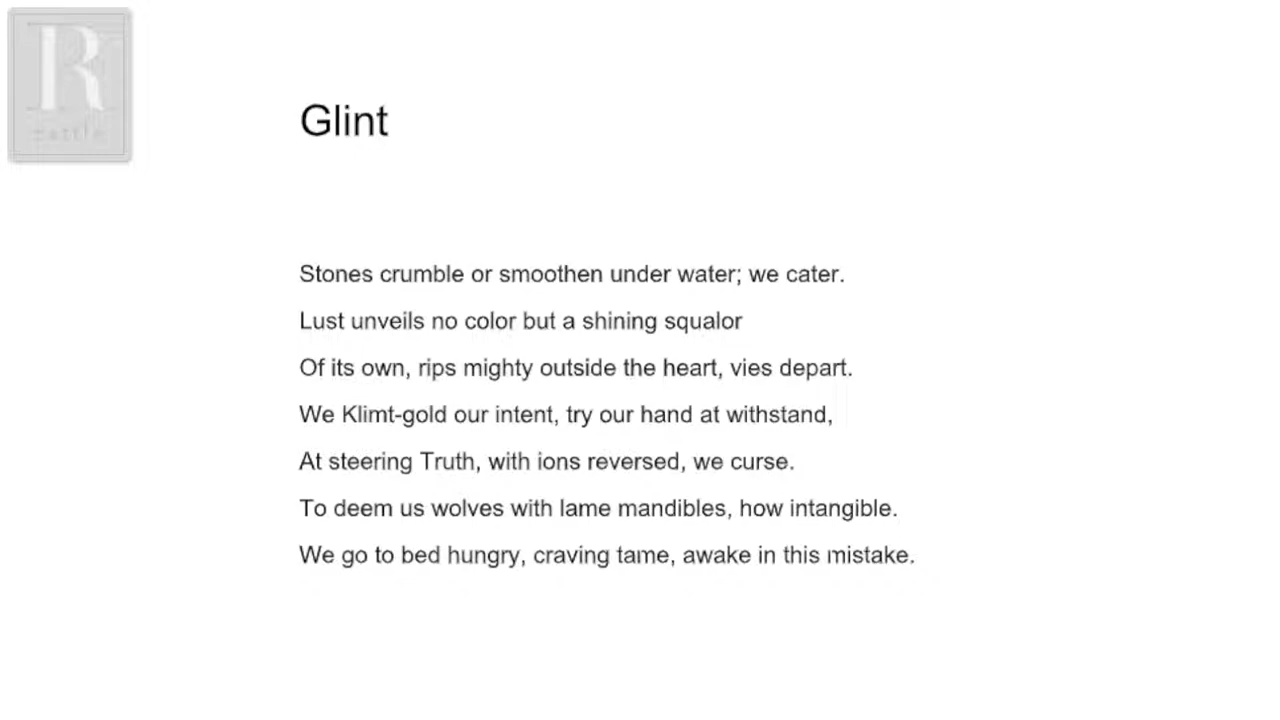 R
rattle
Glint
Stones crumble or smoothen under water; we cater.
Lust unveils no color but a shining squalor
Of its own, rips mighty outside the heart, vies depart.
We Klimt-gold our intent, try our hand at withstand,
At steering Truth, with ions reversed, we curse.
To deem us wolves with lame mandibles, how intangible.
We go to bed hungry, craving tame, awake in this mistake.